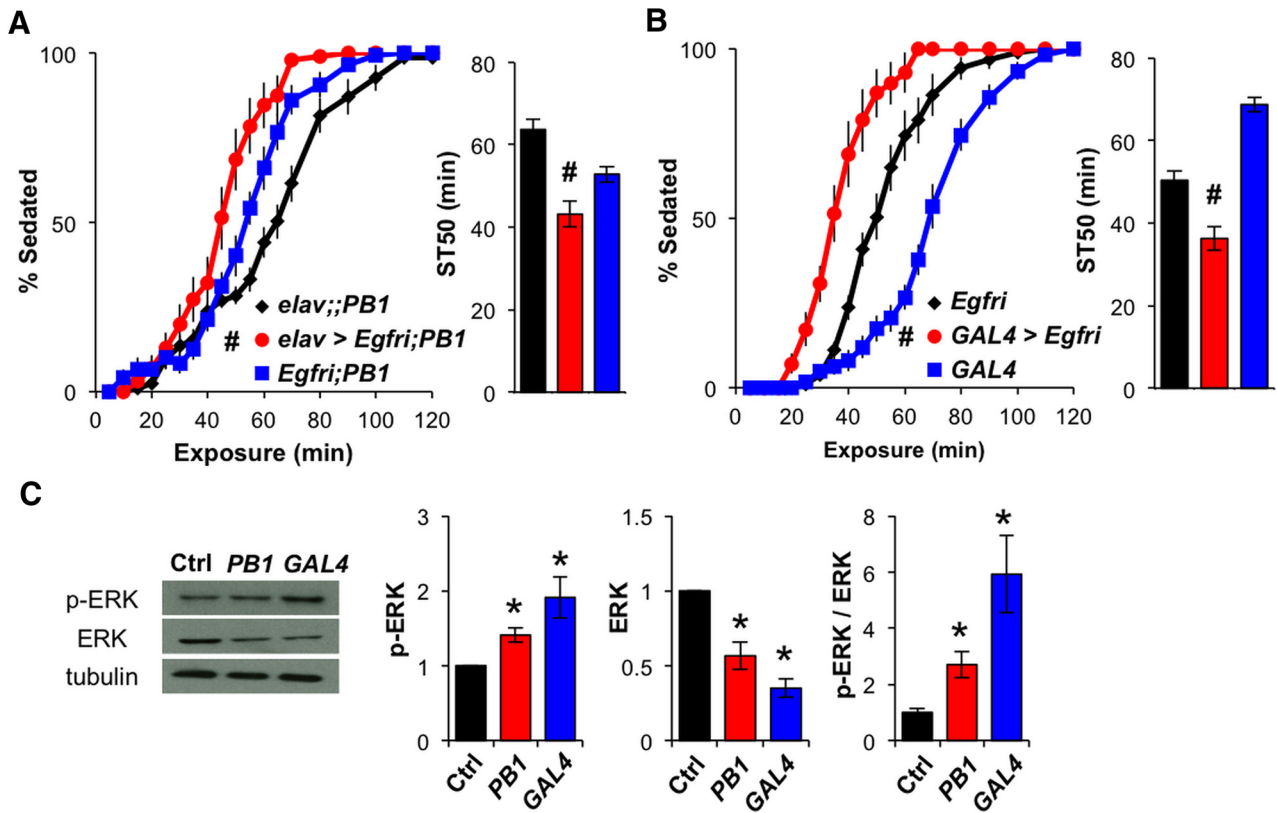 A
100
50
0
% Sedated
0 20 40 60 80 100 120
Exposure (min)
elav;;PB1
# elav > Egfri;PB1
Egfri;PB1
80
60
40
20
0
ST50 (min)
#
B
100
50
0
% Sedated
0 20 40 60 80 100 120
Exposure (min)
Egfri
# GAL4 > Egfri
GAL4
80
60
40
20
0
ST50 (min)
#
C
Ctrl PB1 GAL4
p-ERK
ERK
tubulin
3
2
1
0
p-ERK
* *
Ctrl PB1 GAL4
1.5
1
0.5
0
ERK
* *
Ctrl PB1 GAL4
8
6
4
2
0
p-ERK / ERK
* *
Ctrl PB1 GAL4